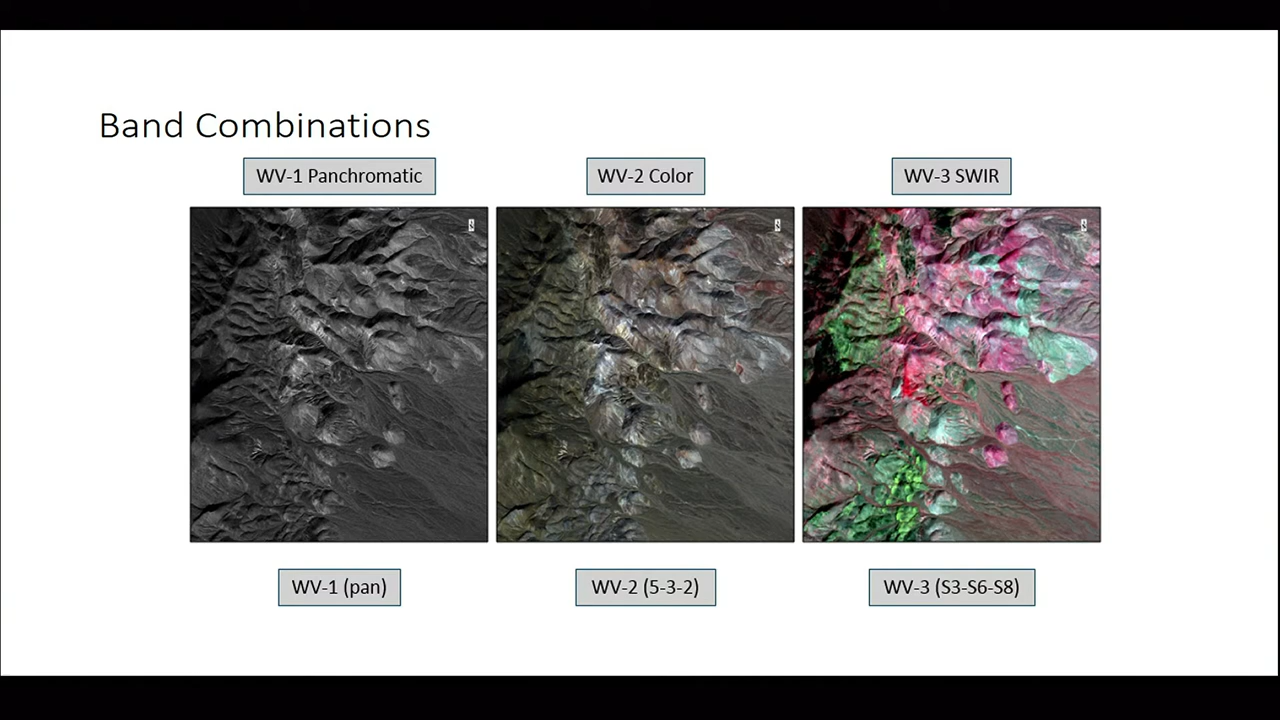 Band Combinations
WV-1 Panchromatic
WV-2 Color
WV-3 SWIR
WV-1 (pan)
WV-2 (5-3-2)
WV-3 (S3-S6-S8)